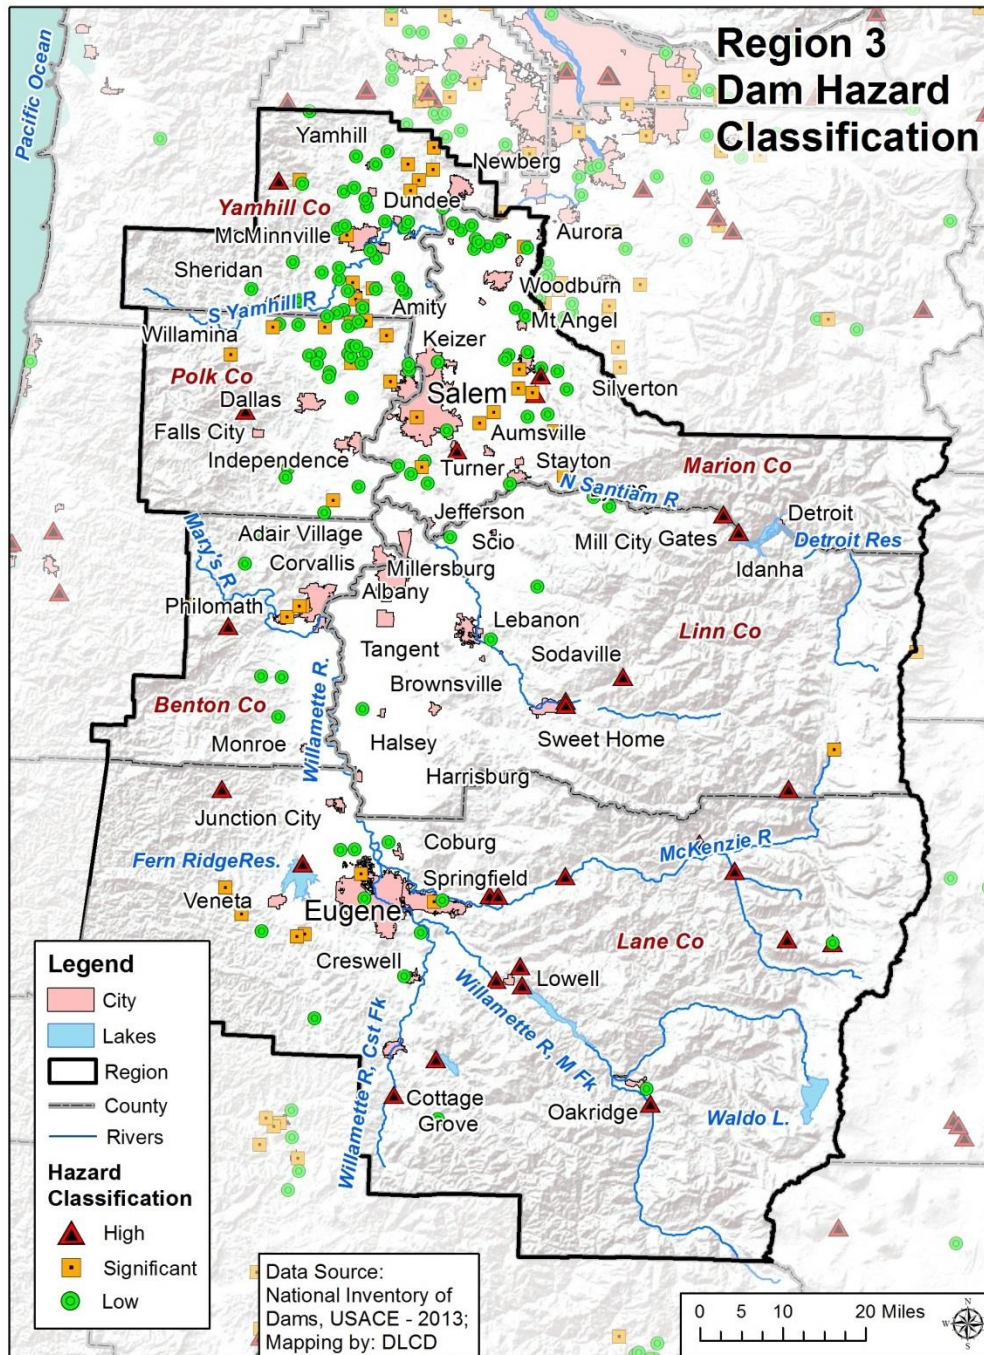 Region 3
Dam Hazard
Classification
Pacific Ocean
Yamhill
Newberg
Dundee
Yamhill Co
McMinnville
Aurora
Sheridan
S Yamhill R
Amity
Woodburn
Mt Angel
Willamina
Keizer
Polk Co
Dallas
Salem
Silverton
Falls City
Independence
Aumsville
Turner
Stayton
Marion Co
N Santiam R
Jefferson
Scio
Mill City
Gates
Detroit
Detroit Res
Idanha
Mary's R
Adair Village
Corvallis
Millersburg
Albany
Philomath
Tangent
Lebanon
Linn Co
Sodaville
Brownsville
Benton Co
Willamette R.
Monroe
Halsey
Sweet Home
Harrisburg
Junction City
Coburg
McKenzie R
Fern RidgeRes.
Springfield
Veneta
Eugene
Lane Co
Creswell
Lowell
Willamette R, M Fk
Willamette R, Cst Fk
Cottage
Grove
Oakridge
Waldo L.
Legend
City
Lakes
Region
County
Rivers
Hazard
Classification
High
Significant
Low
Data Source:
National Inventory of
Dams, USACE - 2013;
Mapping by: DLCD
0 5 10 20 Miles
N
W E
S